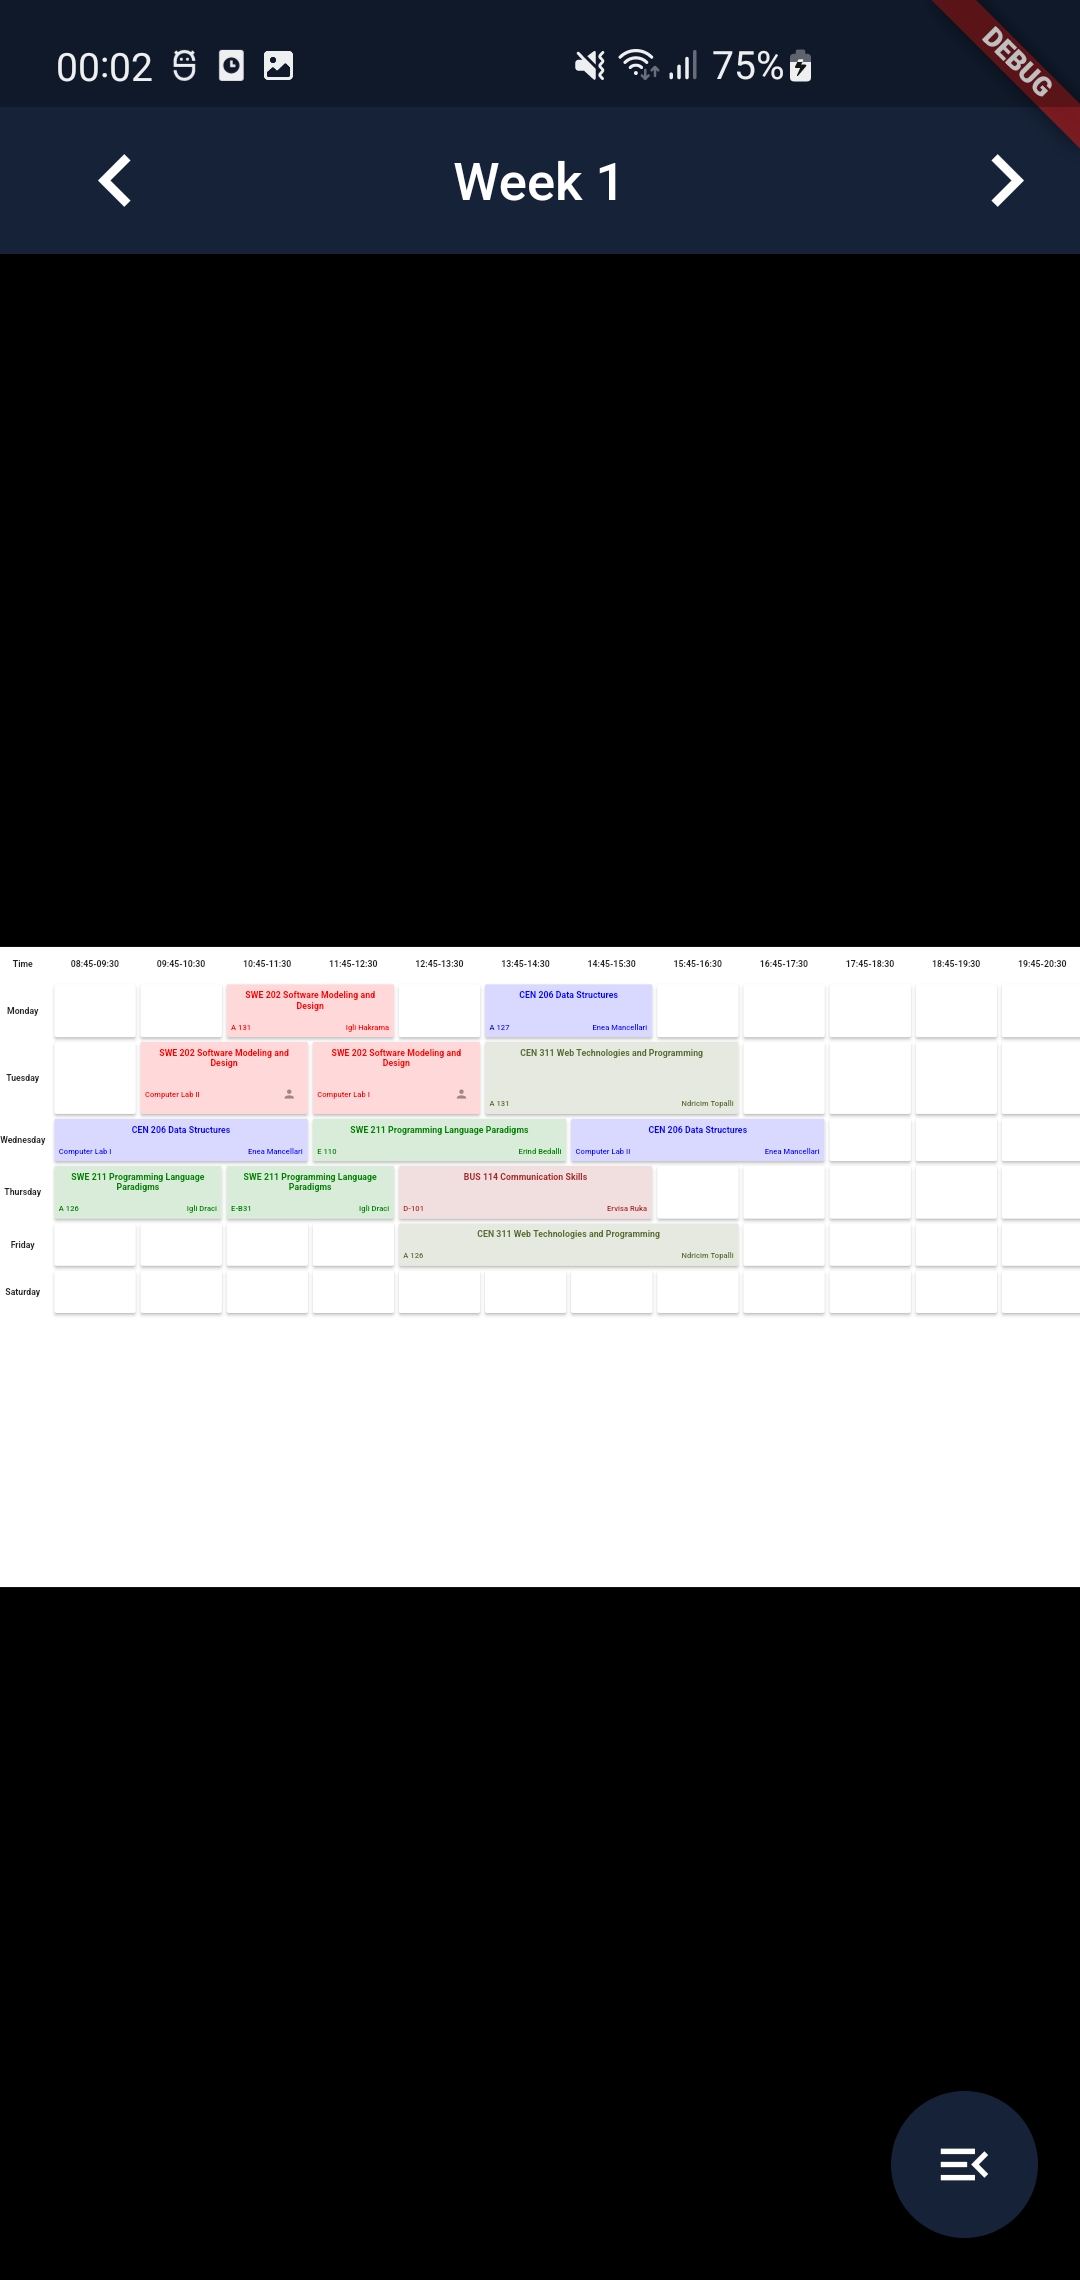 00:02
75%
DEBUG
Week 1
Time 08:45-09:30 09:45-10:30 10:45-11:30 11:45-12:30 12:45-13:30 13:45-14:30 14:45-15:30 15:45-16:30 16:45-17:30 17:45-18:30 18:45-19:30 19:45-20:30
Monday
SWE 202 Software Modeling and
Design
A 131 Igli Hakrama
CEN 206 Data Structures
A 127 Enea Mancellari
Tuesday
SWE 202 Software Modeling and
Design
Computer Lab II
SWE 202 Software Modeling and
Design
Computer Lab I
CEN 311 Web Technologies and Programming
A 131 Ndricim Topalli
Wednesday
CEN 206 Data Structures
Computer Lab I Enea Mancellari
SWE 211 Programming Language Paradigms
E 110 Erind Bedalli
CEN 206 Data Structures
Computer Lab II Enea Mancellari
Thursday
SWE 211 Programming Language
Paradigms
A 126 Igli Draci
SWE 211 Programming Language
Paradigms
E-B31 Igli Draci
BUS 114 Communication Skills
D-101 Ervisa Ruka
Friday
CEN 311 Web Technologies and Programming
A 126 Ndricim Topalli
Saturday